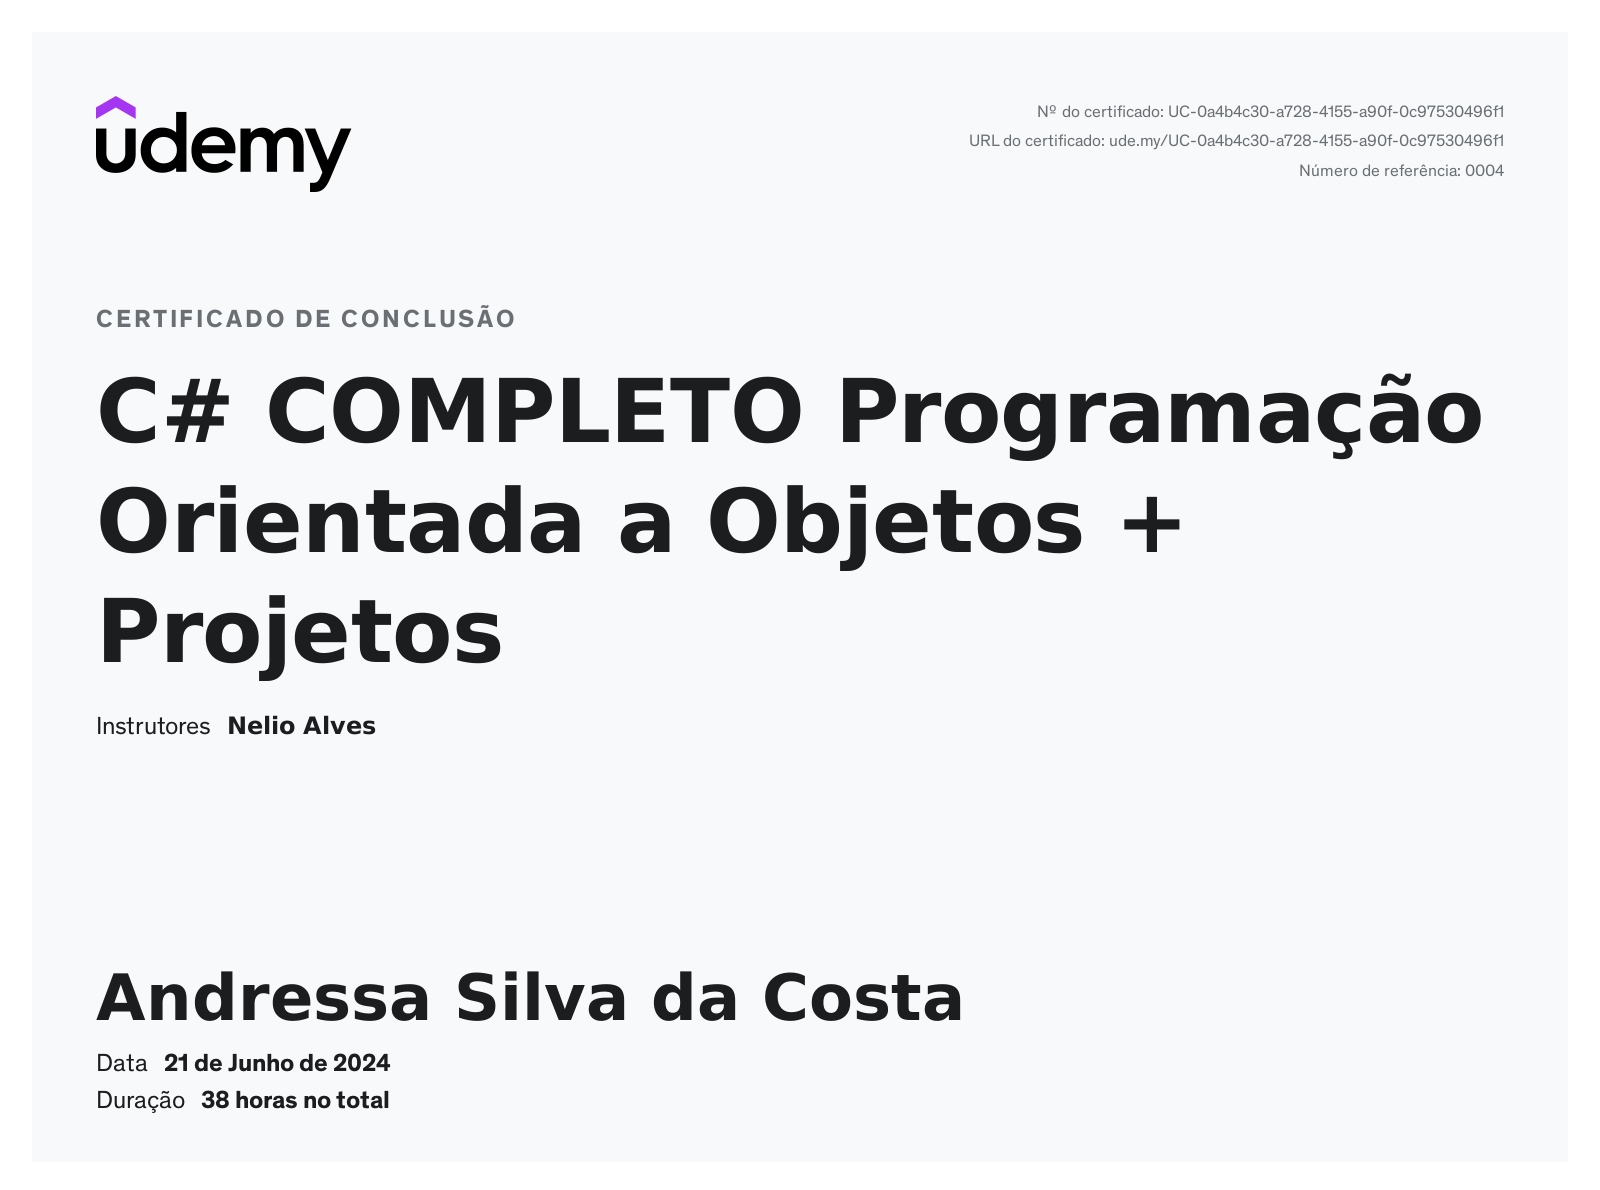 udemy
Nº do certificado: UC-0a4b4c30-a728-4155-a90f-0c97530496f1
URL do certificado: ude.my/UC-0a4b4c30-a728-4155-a90f-0c97530496f1
Número de referência: 0004
CERTIFICADO DE CONCLUSÃO
C# COMPLETO Programação
Orientada a Objetos +
Projetos
Instrutores Nelio Alves
Andressa Silva da Costa
Data 21 de Junho de 2024
Duração 38 horas no total